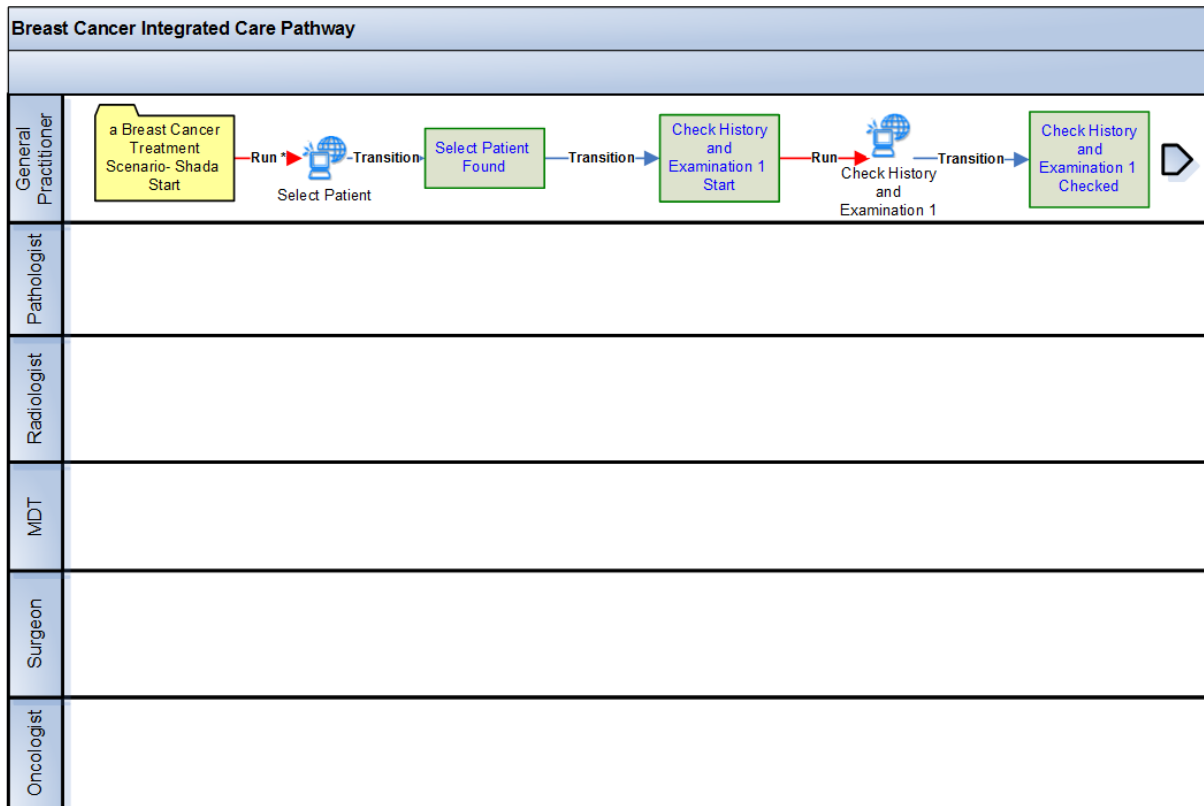 Breast Cancer Integrated Care Pathway
General
Practitioner
a Breast Cancer
Treatment
Scenario- Shada
Start
Run *
Select Patient
Transition
Select Patient
Found
Transition
Check History
and
Examination 1
Start
Run
Check History
and
Examination 1
Transition
Check History
and
Examination 1
Checked
Pathologist
Radiologist
MDT
Surgeon
Oncologist